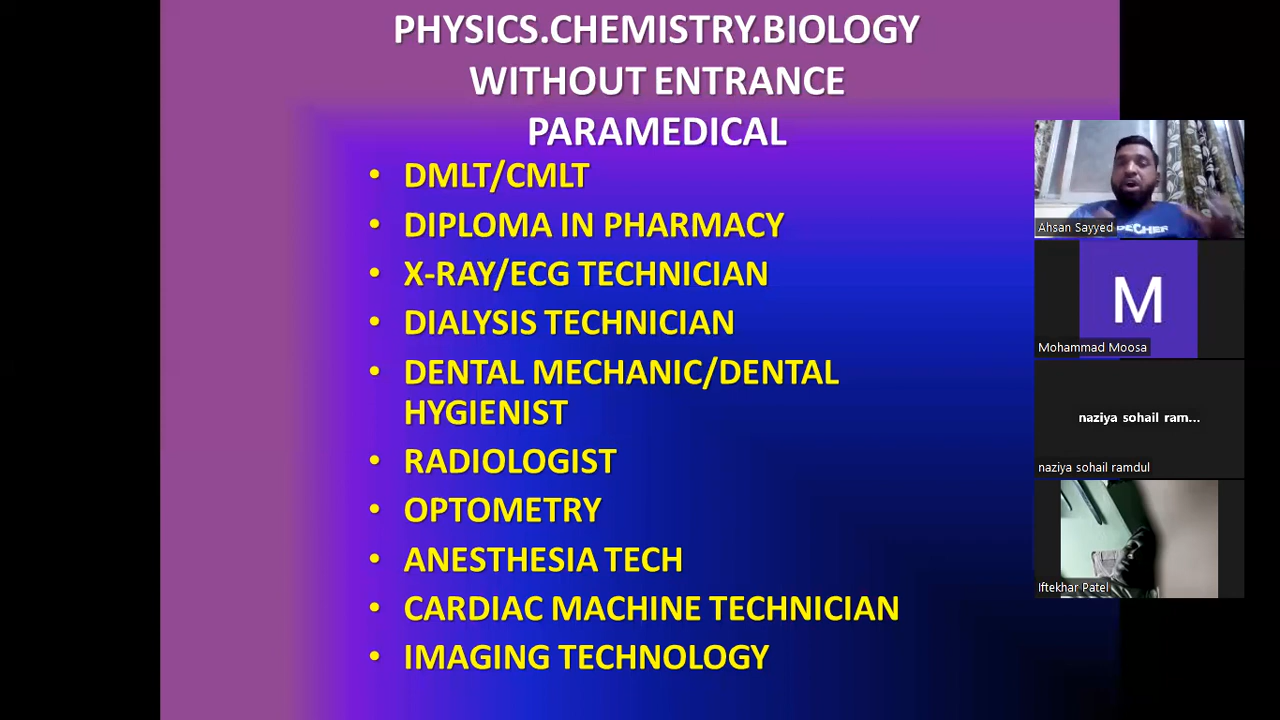 PHYSICS.CHEMISTRY.BIOLOGY
WITHOUT ENTRANCE
PARAMEDICAL
• DMLT/CMLT
• DIPLOMA IN PHARMACY
• X-RAY/ECG TECHNICIAN
• DIALYSIS TECHNICIAN
• DENTAL MECHANIC/DENTAL
HYGIENIST
• RADIOLOGIST
• OPTOMETRY
• ANESTHESIA TECH
• CARDIAC MACHINE TECHNICIAN
• IMAGING TECHNOLOGY
Ahsan Sayyed
M
Mohammad Moosa
naziya sohail ram...
naziya sohail ramdul
Iftekhar Patel